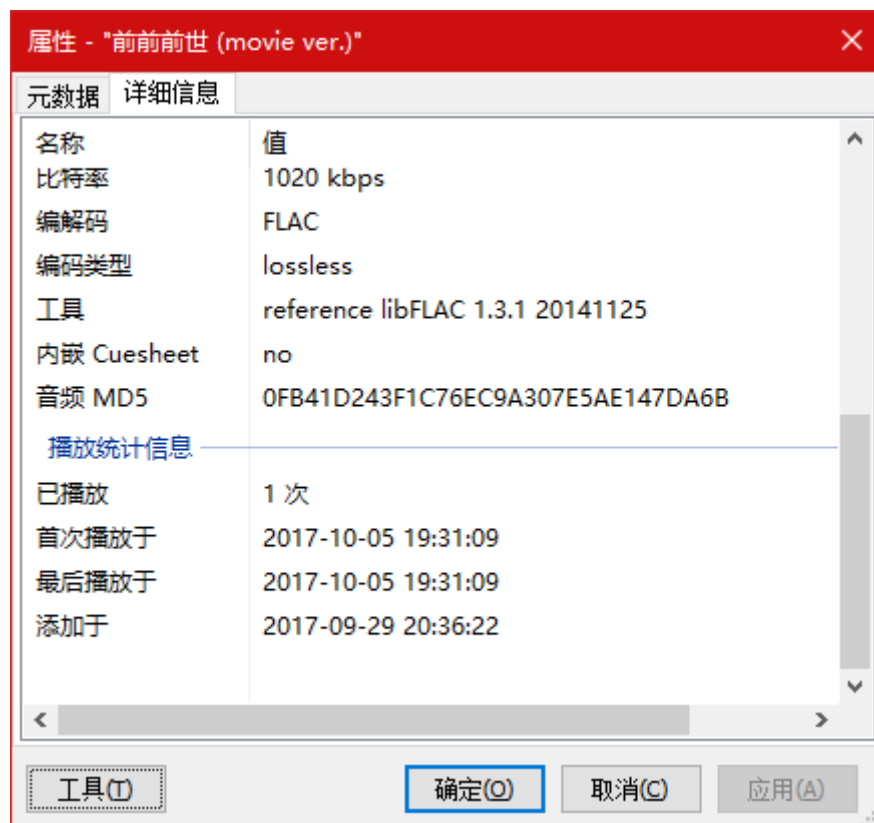 属性 - "前前前世 (movie ver.)"
元数据 详细信息
名称 值
比特率 1020 kbps
编解码 FLAC
编码类型 lossless
工具 reference libFLAC 1.3.1 20141125
内嵌 Cuesheet no
音频 MD5 0FB41D243F1C76EC9A307E5AE147DA6B
播放统计信息
已播放 1 次
首次播放于 2017-10-05 19:31:09
最后播放于 2017-10-05 19:31:09
添加于 2017-09-29 20:36:22
工具(T) 确定(O) 取消(C) 应用(A)